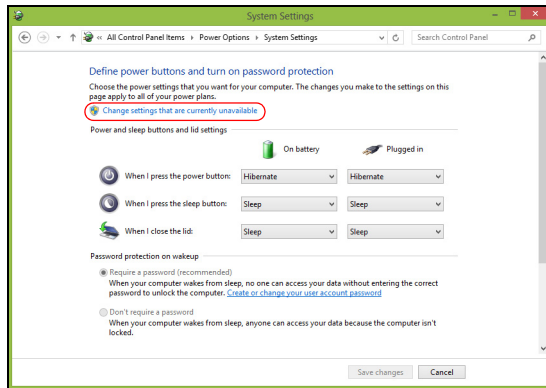 System Settings
« All Control Panel Items Power Options System Settings
Search Control Panel
Define power buttons and turn on password protection
Choose the power settings that you want for your computer. The changes you make to the settings on this
page apply to all of your power plans.
Change settings that are currently unavailable
Power and sleep buttons and lid settings
On battery Plugged in
When I press the power button: Hibernate Hibernate
When I press the sleep button: Sleep Sleep
When I close the lid: Sleep Sleep
Password protection on wakeup
Require a password (recommended)
When your computer wakes from sleep, no one can access your data without entering the correct
password to unlock the computer. Create or change your user account password
Don't require a password
When your computer wakes from sleep, anyone can access your data because the computer isn't
locked.
Save changes Cancel